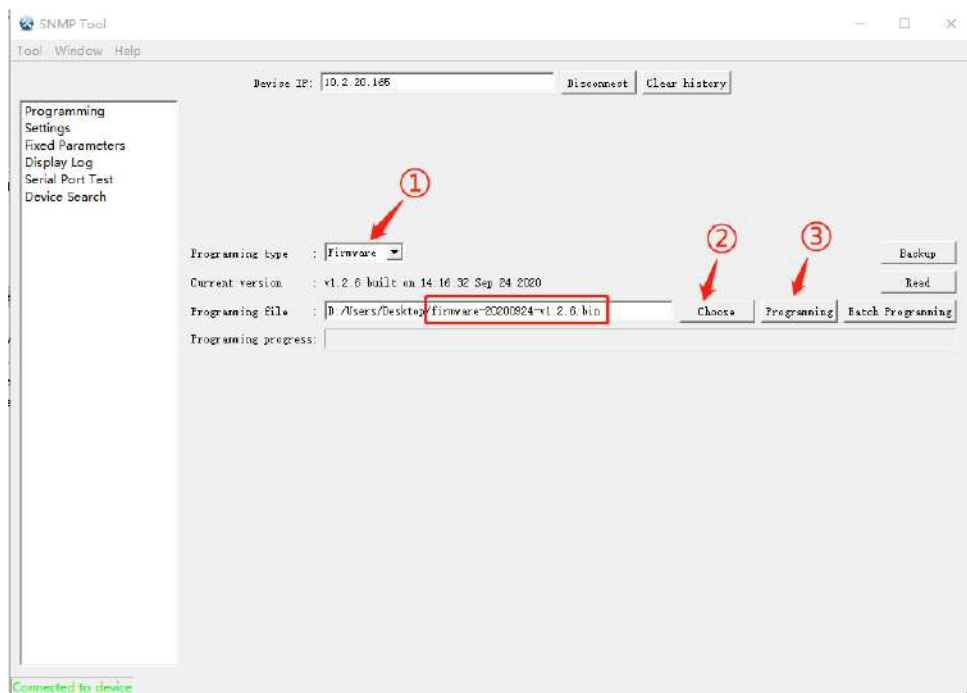 SNMP Tool
Tool Window Help
Device IP: 10.2.20.165 Disconnect Clear history
Programming
Settings
Fixed Parameters
Display Log
Serial Port Test
Device Search
①
②
③
Programming type : Firmware Backup
Current version : v1.2.6 built on 14:16:32 Sep 24 2020 Read
Programing file : D:/Users/Desktop/firmware-20200924-v1.2.6.bin Choose Programming Batch Programming
Programing progress:
Connected to device